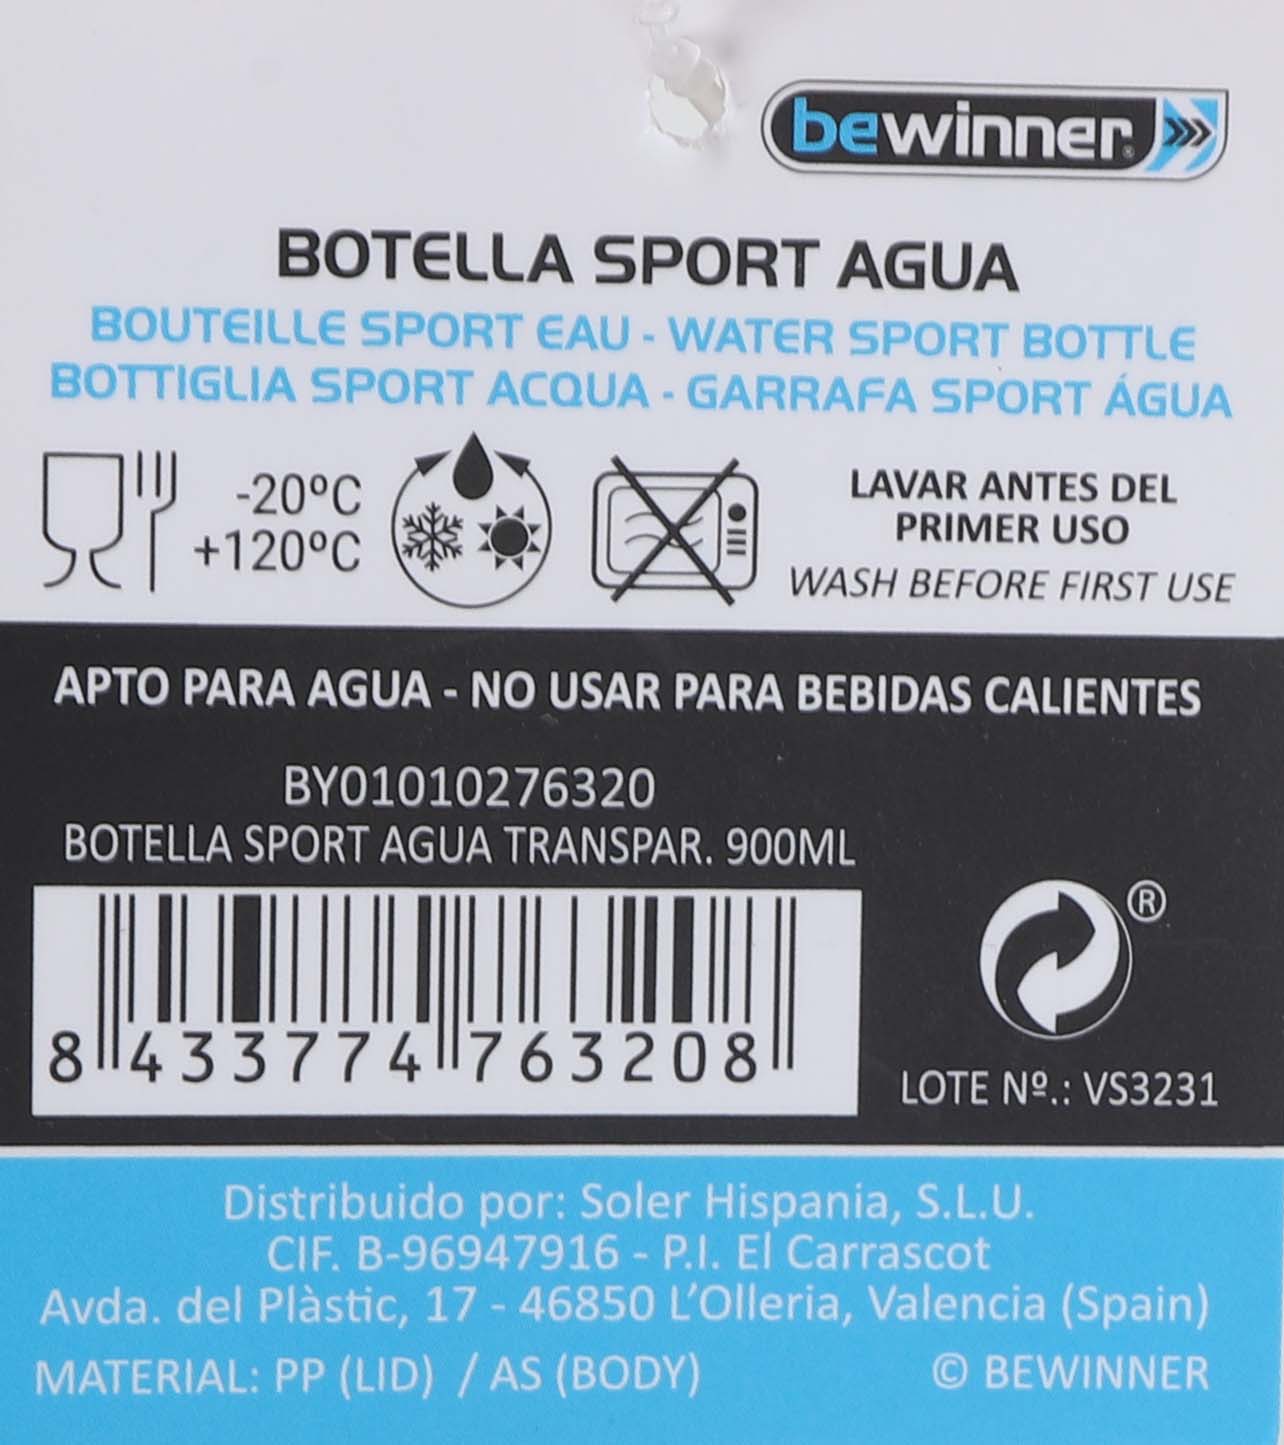 bewinner®
BOTELLA SPORT AGUA
BOUTEILLE SPORT EAU - WATER SPORT BOTTLE
BOTTIGLIA SPORT ACQUA - GARRAFA SPORT ÁGUA
-20ºC
+120ºC
LAVAR ANTES DEL
PRIMER USO
WASH BEFORE FIRST USE
APTO PARA AGUA - NO USAR PARA BEBIDAS CALIENTES
BY01010276320
BOTELLA SPORT AGUA TRANSPAR. 900ML
®
8 433774 763208
LOTE Nº.: VS3231
Distribuido por: Soler Hispania, S.L.U.
CIF. B-96947916 - P.I. El Carrascot
Avda. del Plàstic, 17 - 46850 L'Olleria, Valencia (Spain)
MATERIAL: PP (LID) / AS (BODY)
© BEWINNER